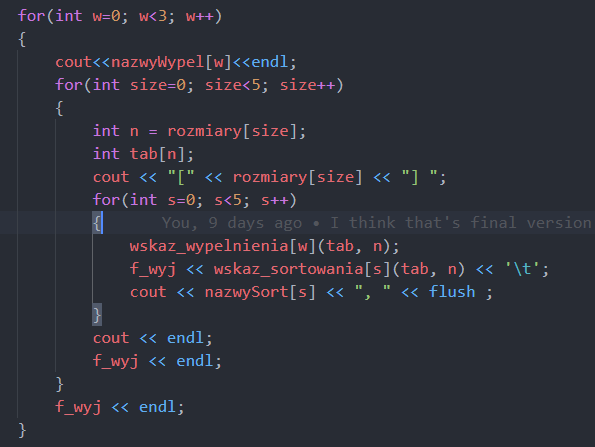 for(int w=0; w<3; w++)
{
    cout<<nazwyWypel[w]<<endl;
    for(int size=0; size<5; size++)
    {
        int n = rozmiary[size];
        int tab[n];
        cout << "[" << rozmiary[size] << "] ";
        for(int s=0; s<5; s++)
        {      You, 9 days ago • I think that's final version
            wskaz_wypelnienia[w](tab, n);
            f_wyj << wskaz_sortowania[s](tab, n) << '\t';
            cout << nazwySort[s] << ", " << flush ;
        }
        cout << endl;
        f_wyj << endl;
    }
    f_wyj << endl;
}